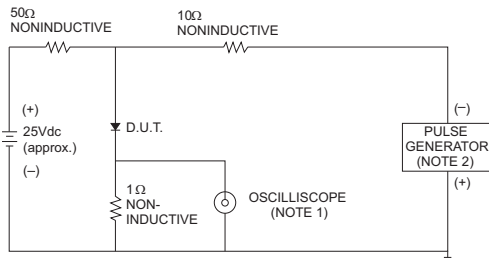 50Ω
NONINDUCTIVE
10Ω
NONINDUCTIVE
(+)
25Vdc
(approx.)
(–)
D.U.T.
1Ω
NON-
INDUCTIVE
OSCILLISCOPE
(NOTE 1)
(–)
PULSE
GENERATOR
(NOTE 2)
(+)